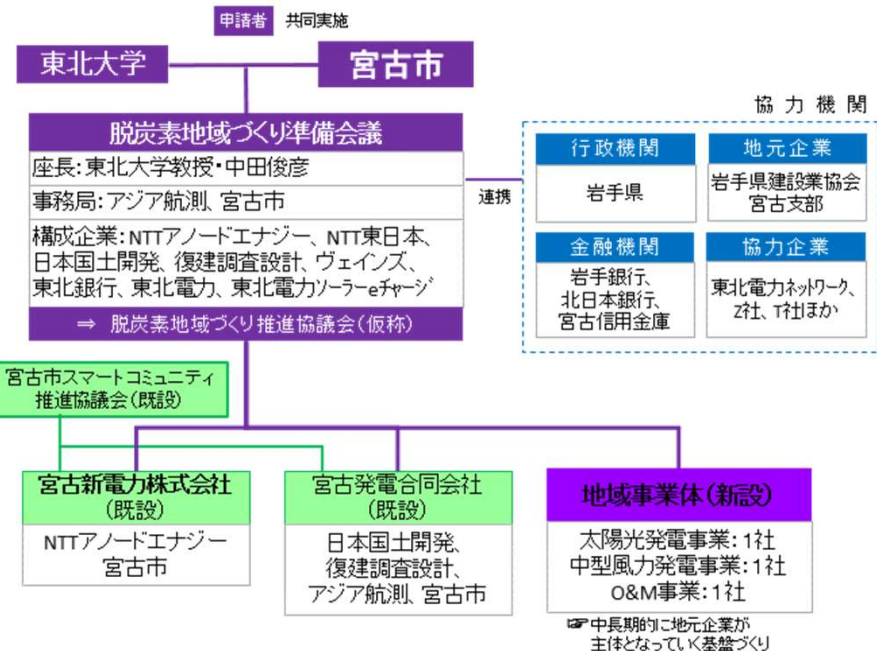 申請者 共同実施
東北大学
宮古市
脱炭素地域づくり準備会議
座長:東北大学教授・中田俊彦
事務局:アジア航測、宮古市
構成企業:NTTアノードエナジー、NTT東日本、
日本国土開発、復建調査設計、ヴェインズ、
東北銀行、東北電力、東北電力ソーラーeチャージ
⇒ 脱炭素地域づくり推進協議会(仮称)
連携
協力機関
行政機関
岩手県
地元企業
岩手県建設業協会
宮古支部
金融機関
岩手銀行、
北日本銀行、
宮古信用金庫
協力企業
東北電力ネットワーク、
Z社、T社ほか
宮古市スマートコミュニティ
推進協議会(既設)
宮古新電力株式会社
(既設)
NTTアノードエナジー
宮古市
宮古発電合同会社
(既設)
日本国土開発、
復建調査設計、
アジア航測、宮古市
地域事業体(新設)
太陽光発電事業:1社
中型風力発電事業:1社
O&M事業:1社
☞中長期的に地元企業が
主体となっていく基盤づくり